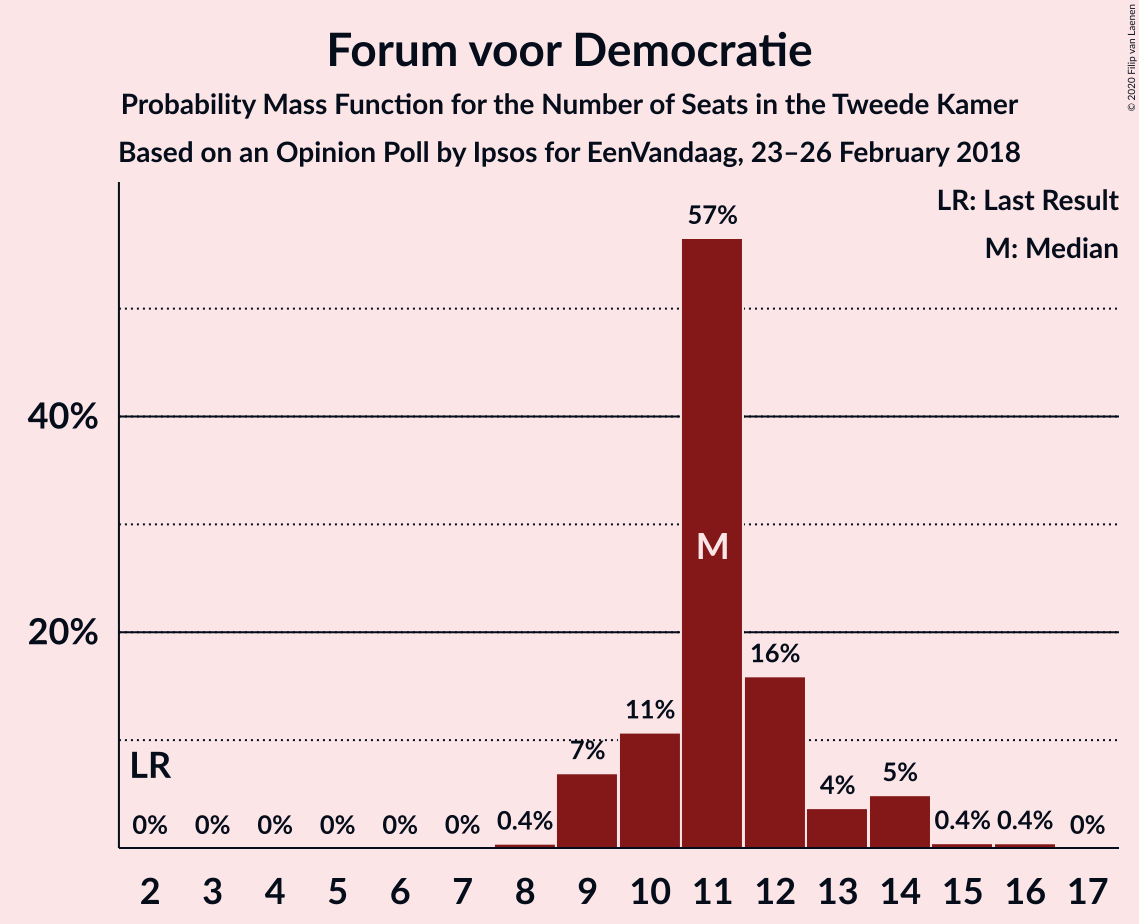 Forum voor Democratie
Probability Mass Function for the Number of Seats in the Tweede Kamer
Based on an Opinion Poll by Ipsos for EenVandaag, 23–26 February 2018
© 2020 Filip van Laenen
LR: Last Result
M: Median
57%
40%
M
20%
16%
11%
7%
LR
5%
4%
0% 0% 0% 0% 0% 0% 0.4% 0.4% 0.4% 0%
2 3 4 5 6 7 8 9 10 11 12 13 14 15 16 17